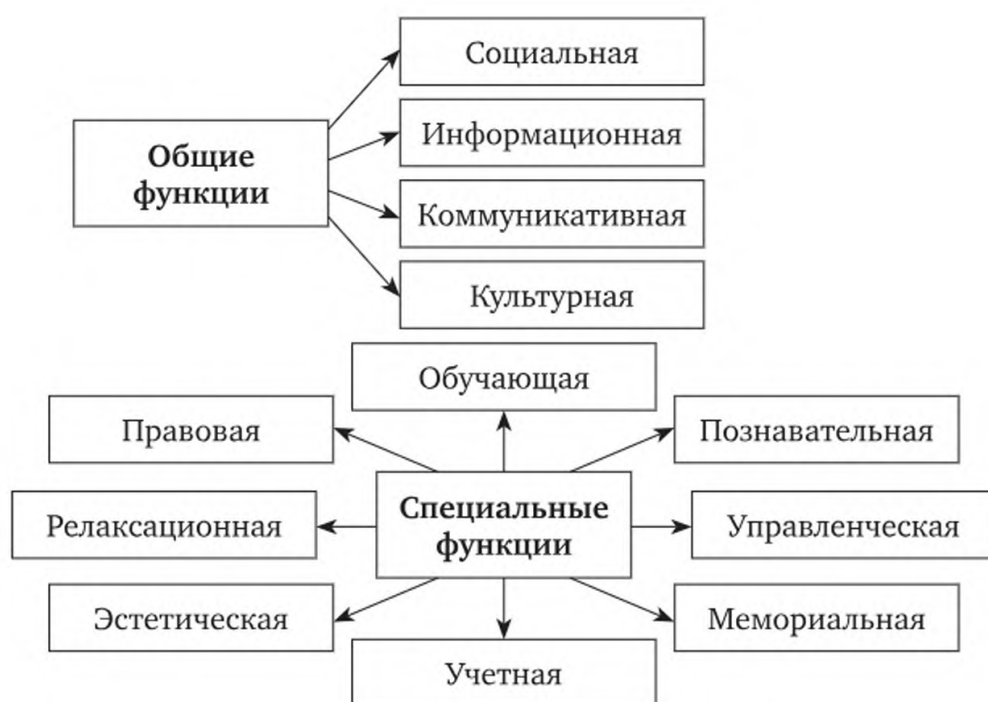 Социальная
Информационная
Общие
функции
Коммуникативная
Культурная
Обучающая
Правовая
Познавательная
Специальные
функции
Релаксационная
Управленческая
Эстетическая
Мемориальная
Учетная